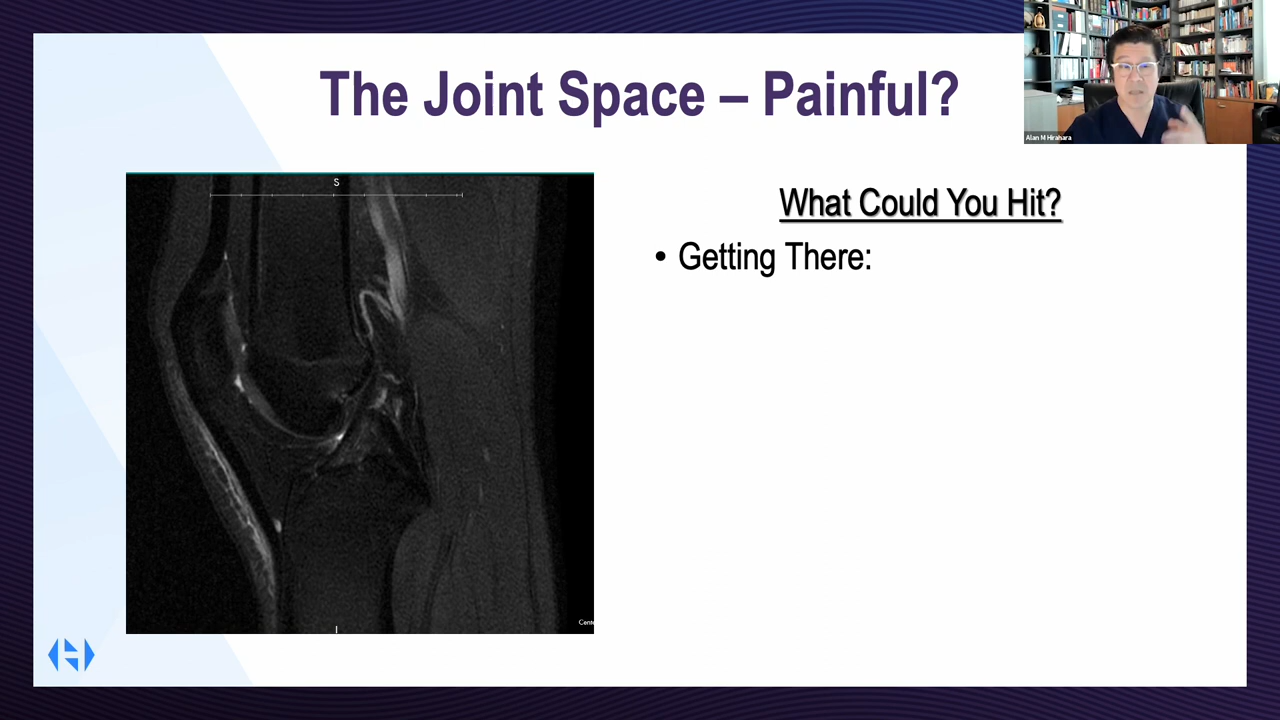 The Joint Space – Painful?
Alan M Hirahara
S
What Could You Hit?
• Getting There:
I